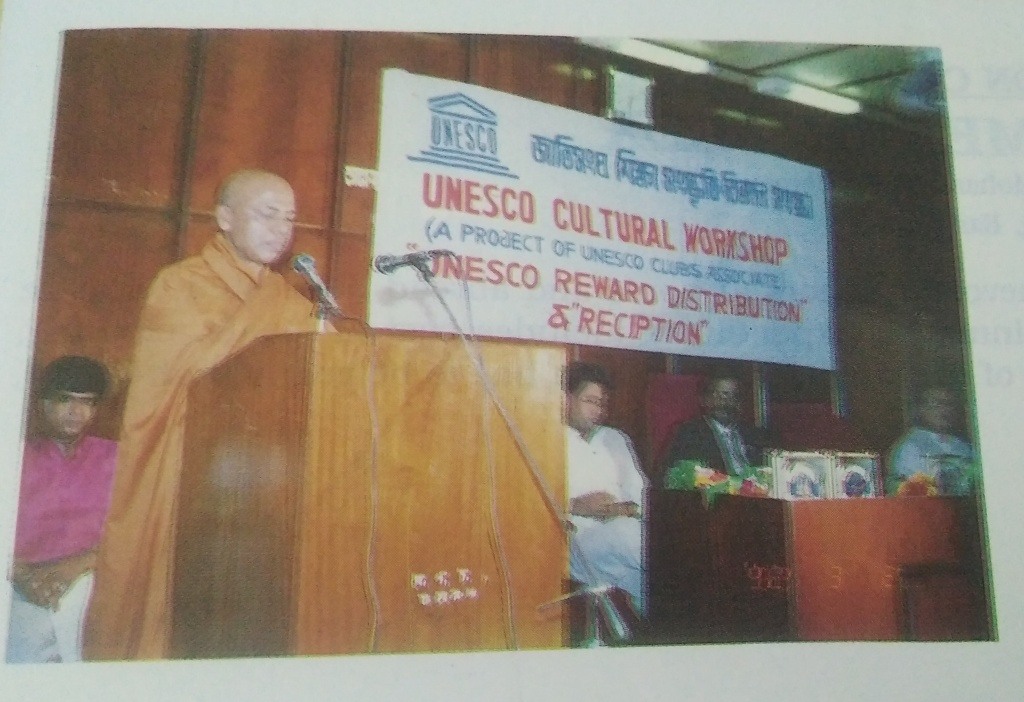 UNESCO
জাতিসংঘ শিক্ষা সংস্কৃতি-বিজ্ঞান সংস্থা
UNESCO CULTURAL WORKSHOP
(A PROJECT OF UNESCO CLUBS ASSOCIATE)
"UNESCO REWARD DISTRIBUTION"
& "RECIPTION"